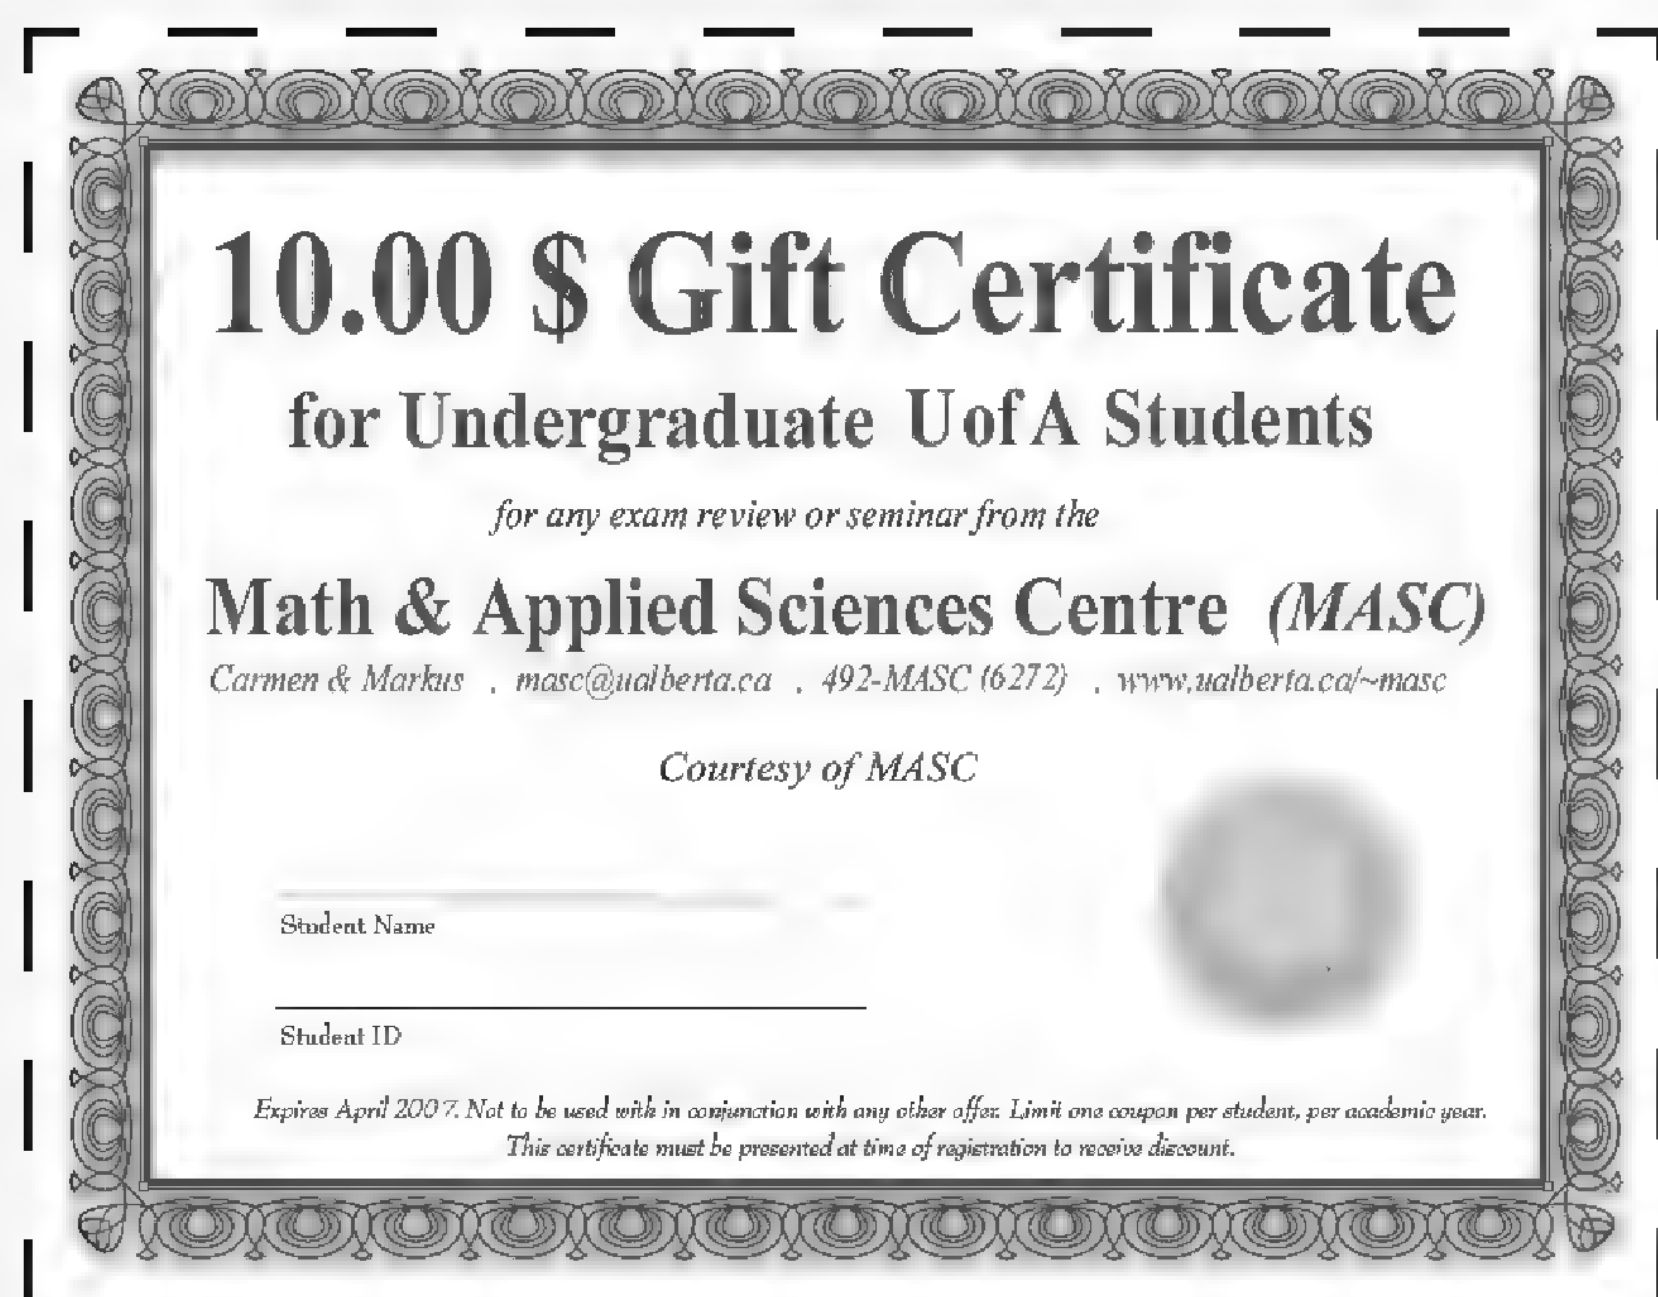 10.00 $ Gift Certificate
for Undergraduate UofA Students
for any exam review or seminar from the
Math & Applied Sciences Centre (MASC)
Carmen & Markus . masc@ualberta.ca . 492-MASC (6272) . www.ualberta.ca/~masc
Courtesy of MASC
Student Name
Student ID
Expires April 2007. Not to be used with in conjunction with any other offer. Limit one coupon per student, per academic year.
This certificate must be presented at time of registration to receive discount.